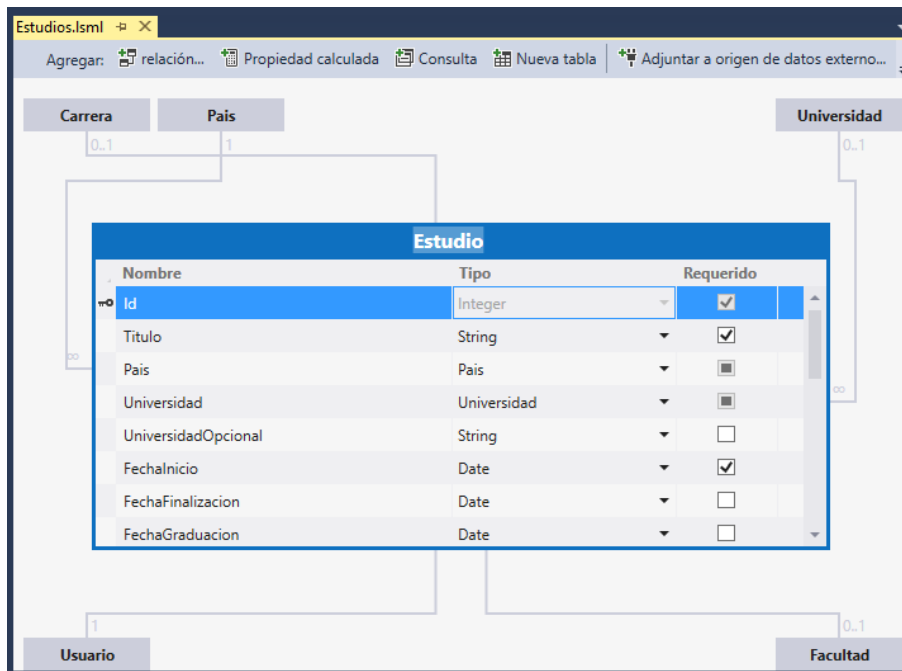 Estudios.lsml
Agregar: relación... Propiedad calculada Consulta Nueva tabla Adjuntar a origen de datos externo...
Carrera Pais Universidad
0..1 1 0..1
Estudio
Nombre Tipo Requerido
Id Integer
Titulo String
∞
Pais Pais
∞
Universidad Universidad
UniversidadOpcional String
FechaInicio Date
FechaFinalizacion Date
FechaGraduacion Date
1 0..1
Usuario Facultad